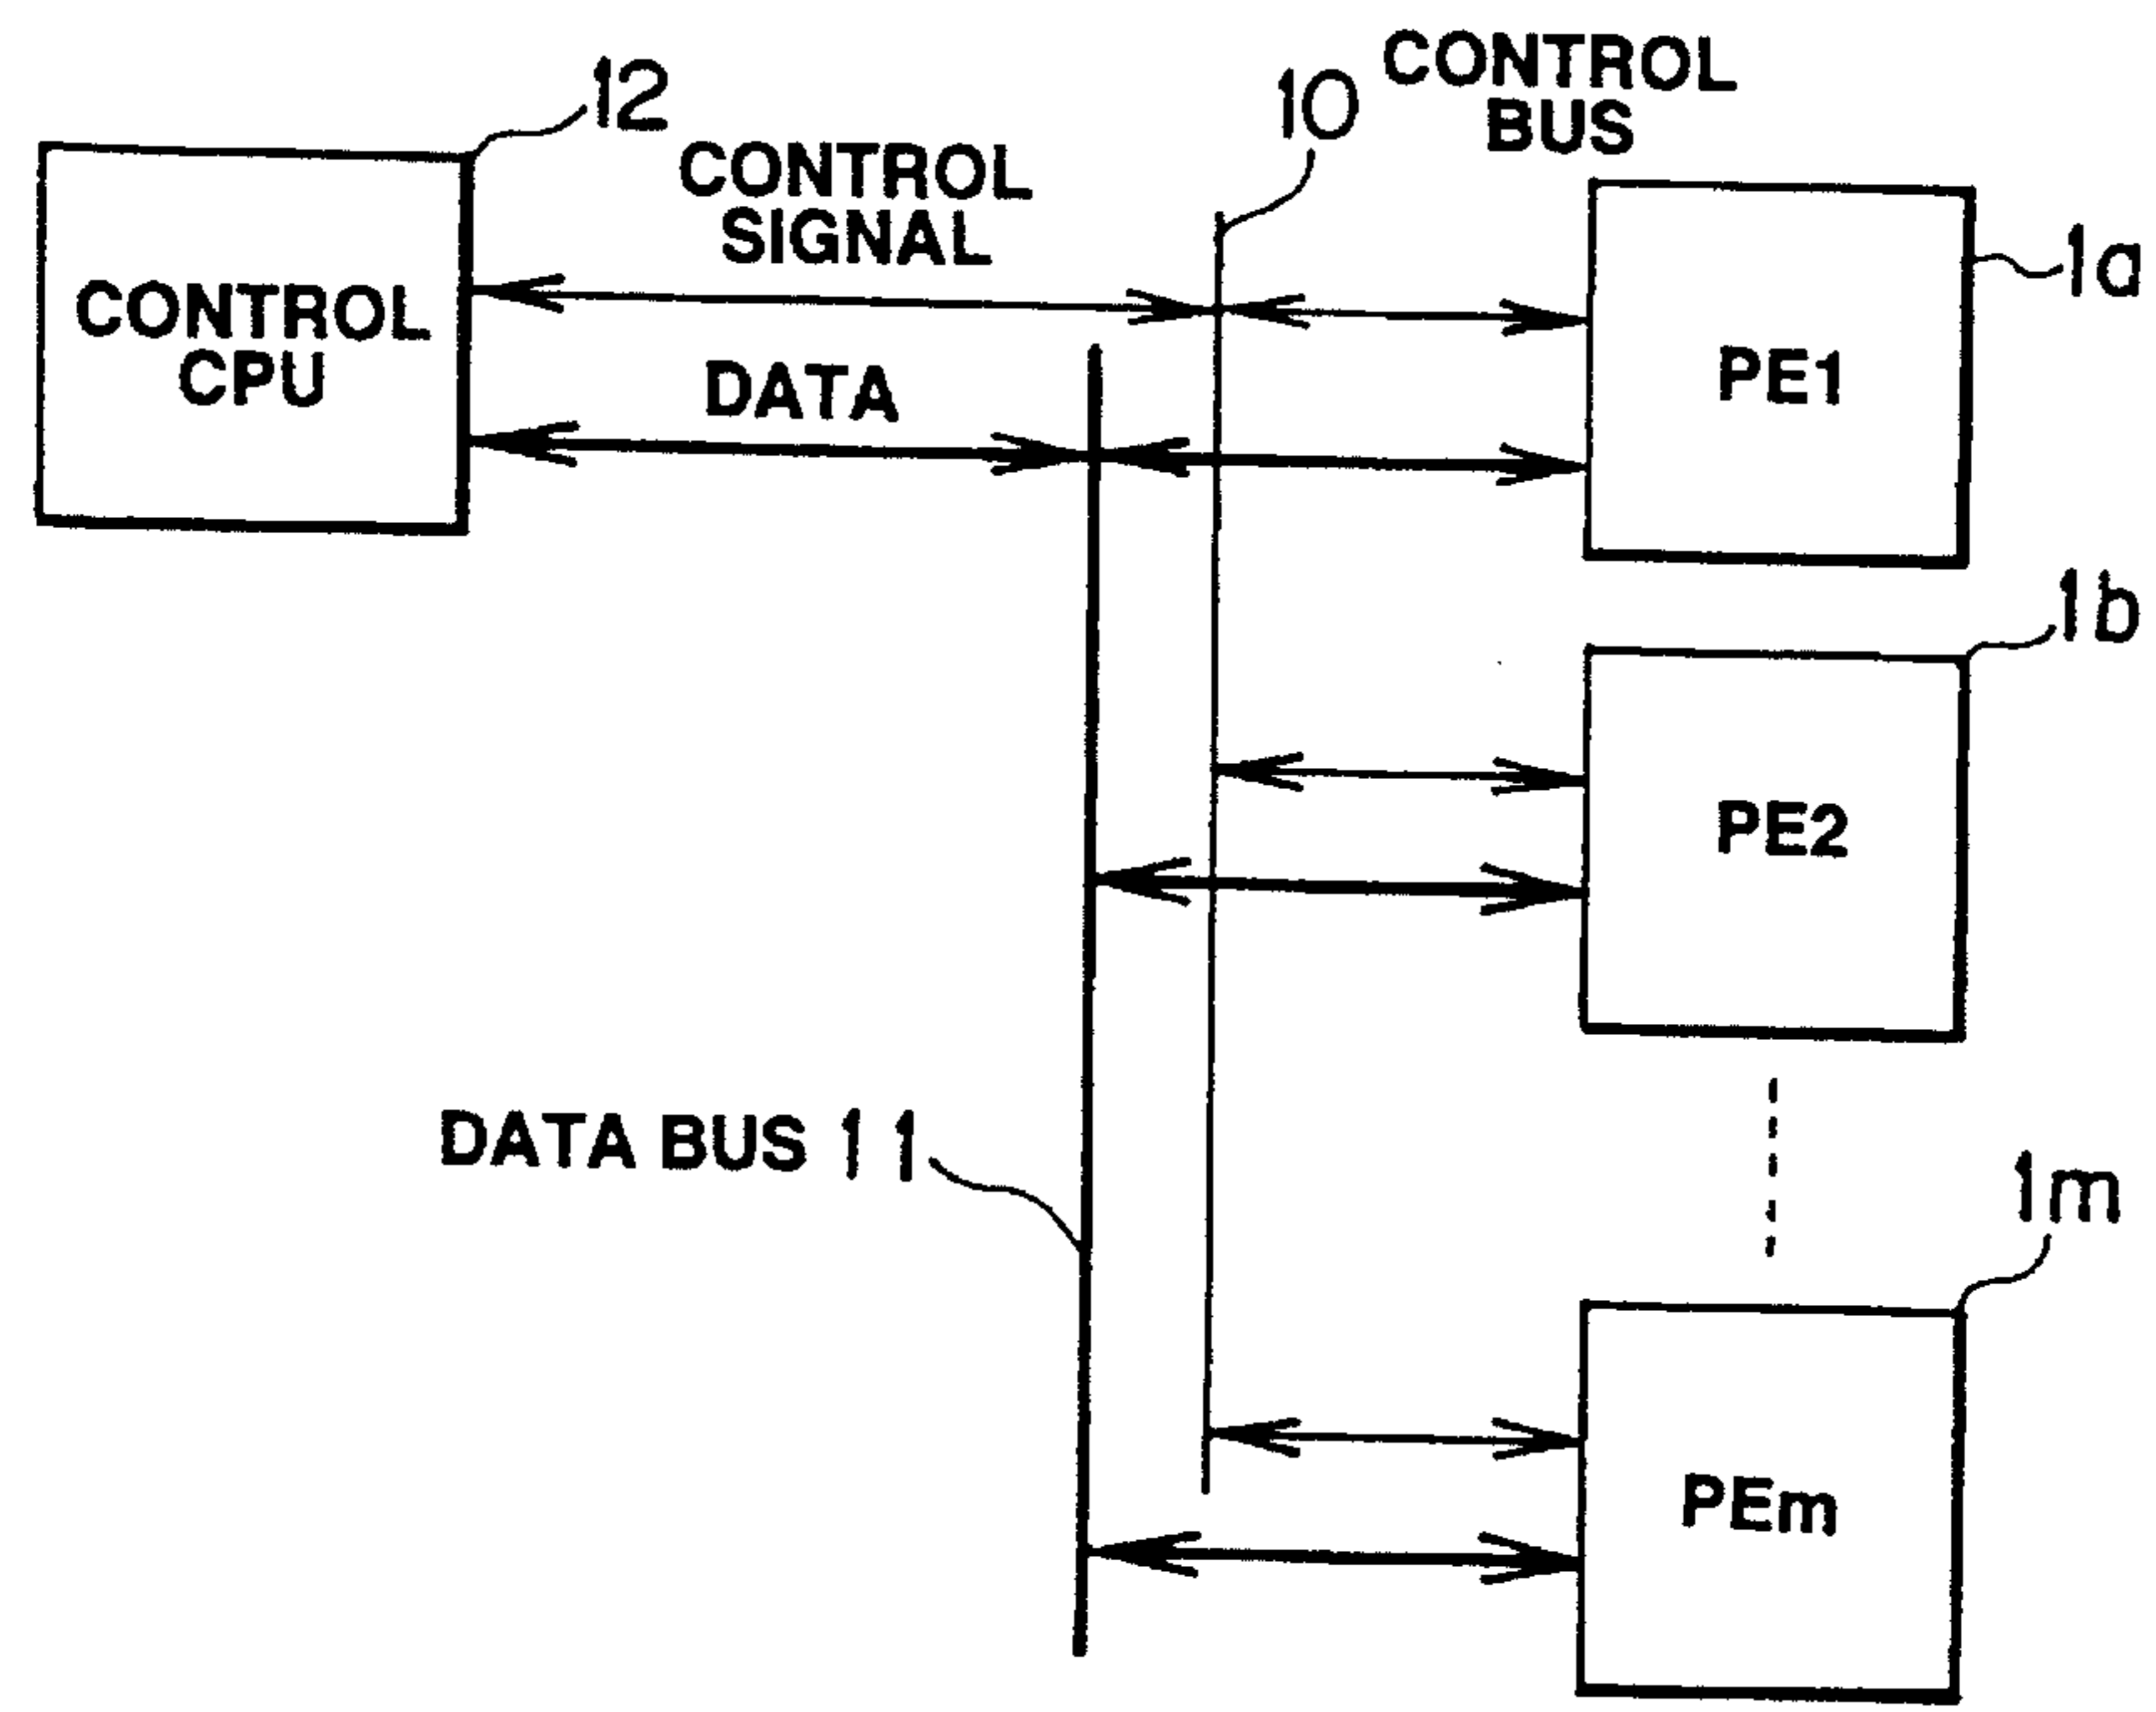 12
CONTROL
SIGNAL
10
CONTROL
BUS
CONTROL
CPU
DATA
1a
PE1
1b
PE2
DATA BUS 11
1m
PEm